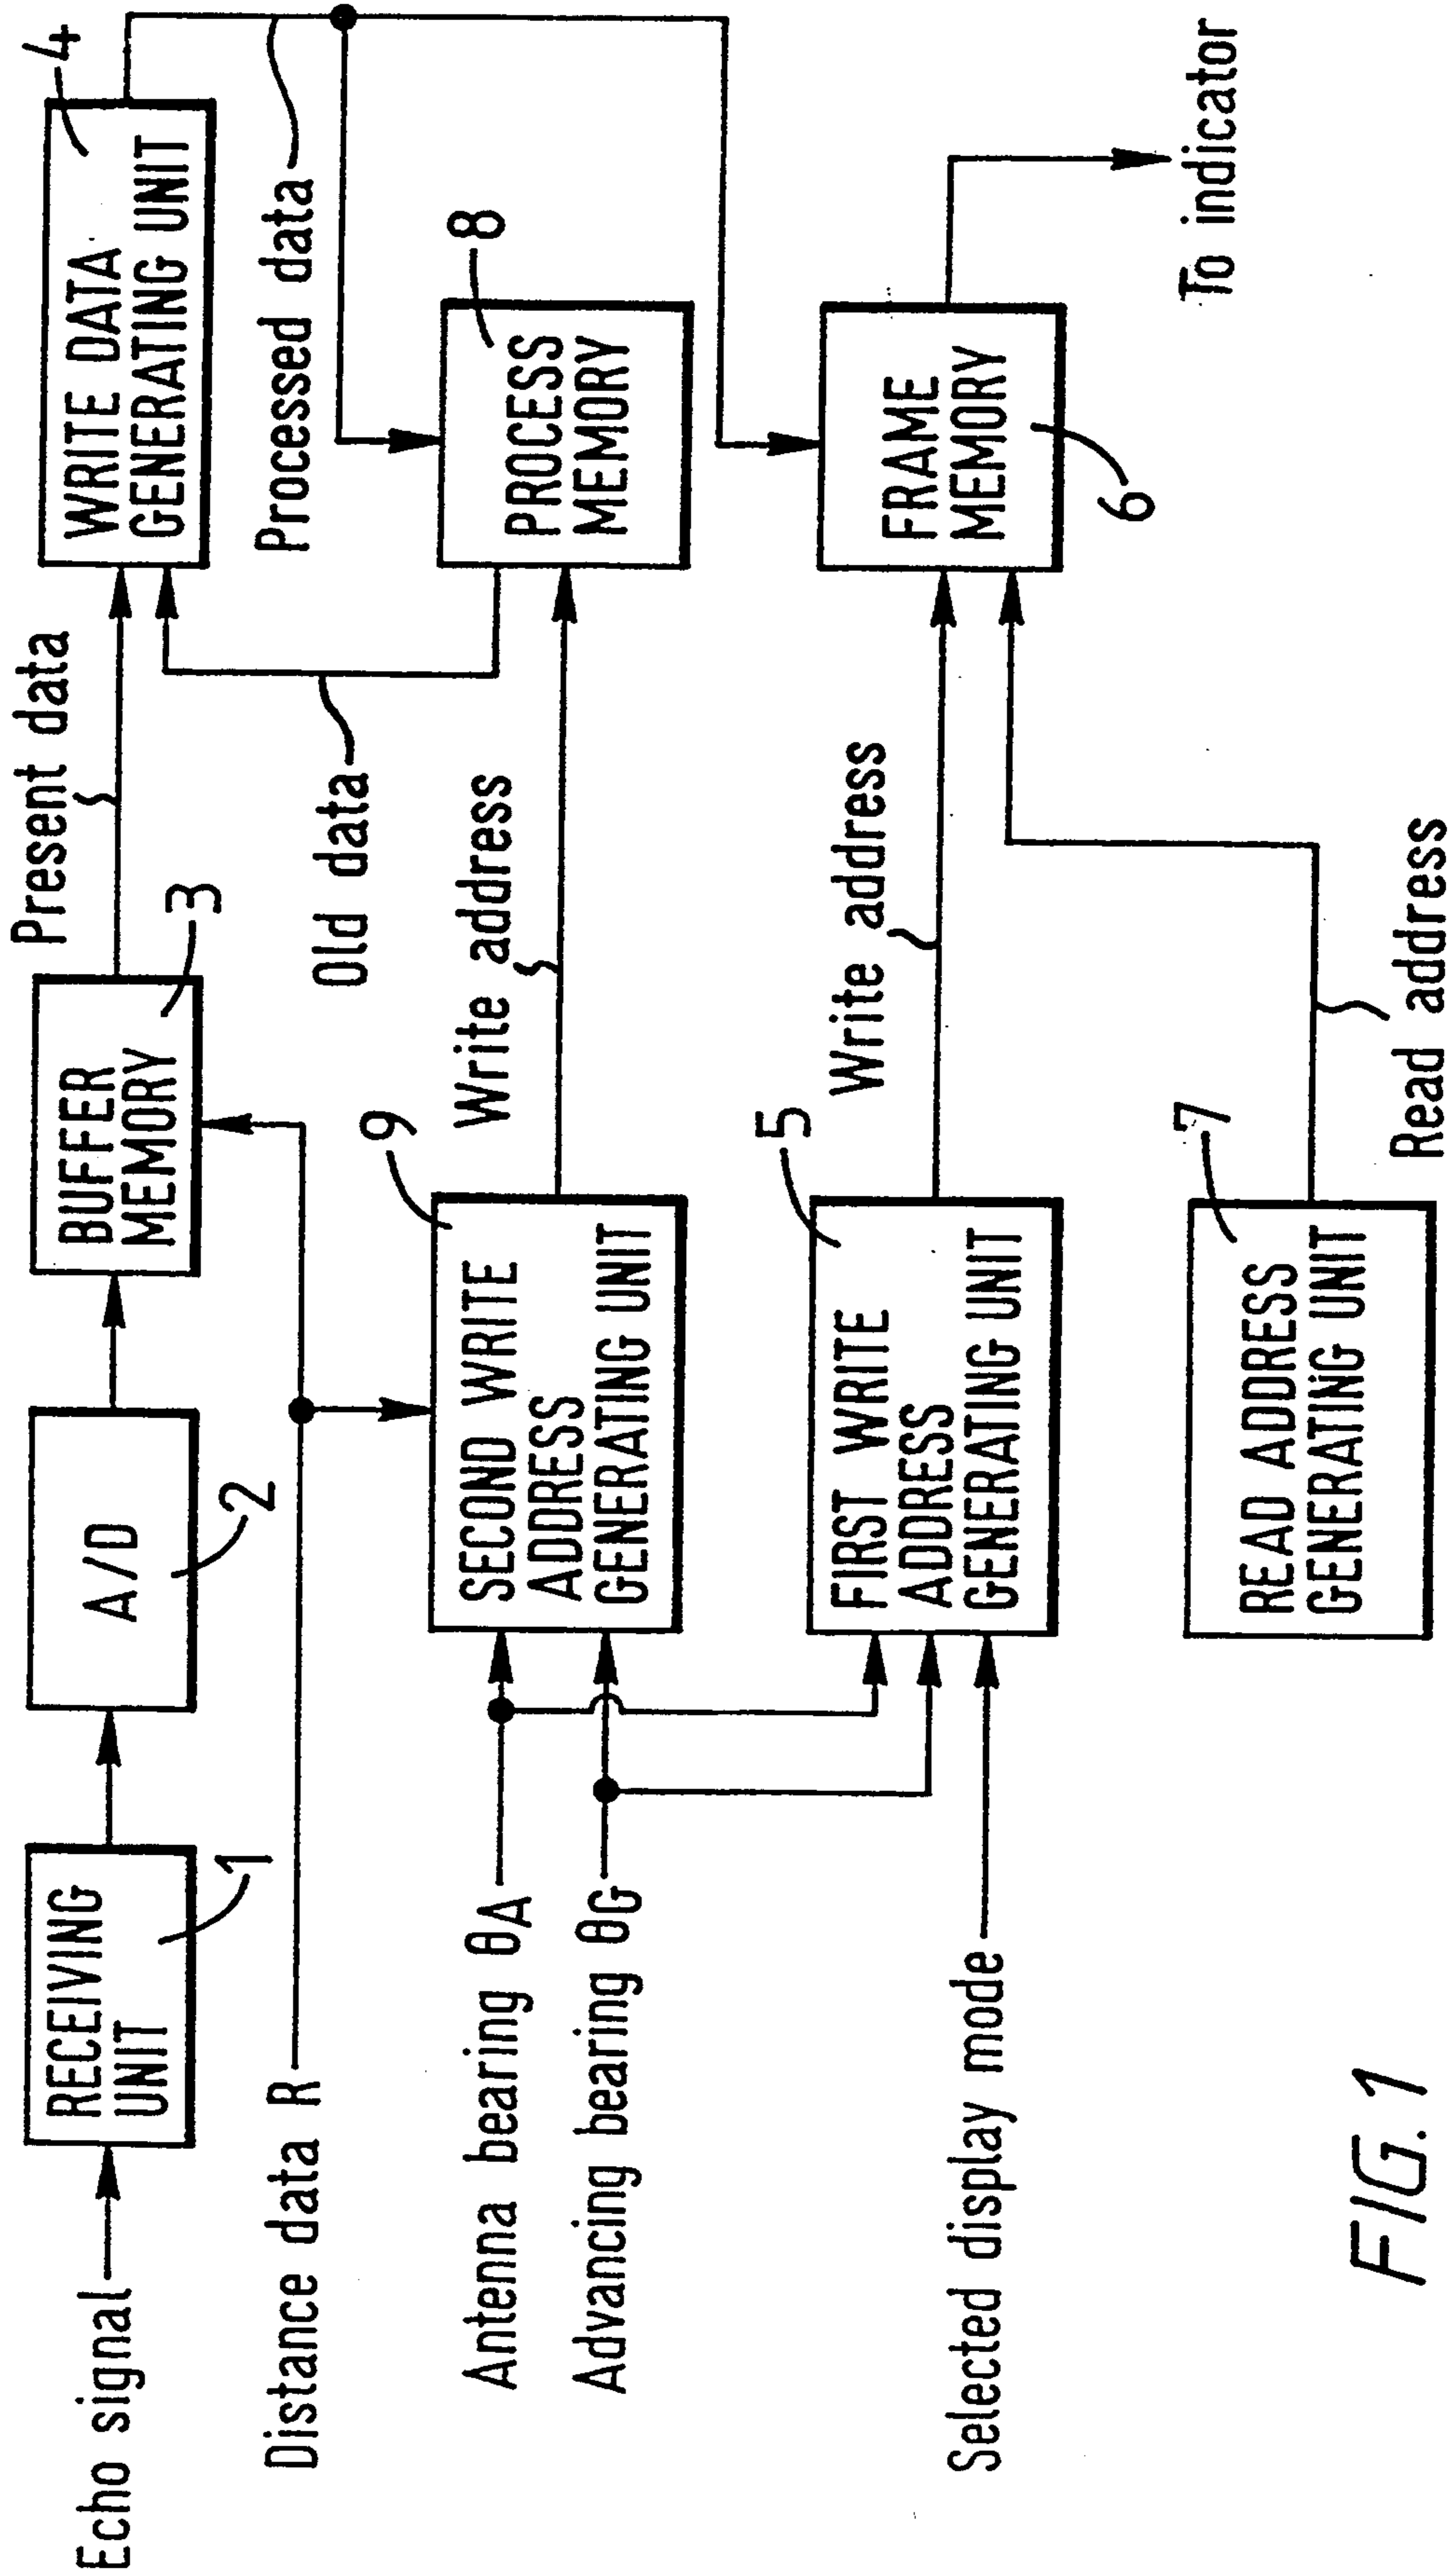 Echo signal
RECEIVING
UNIT
1
A/D
2
BUFFER
MEMORY
3
Present data
WRITE DATA
GENERATING UNIT
4
Distance data R
Old data
Processed data
Antenna bearing θA
Advancing bearing θG
SECOND WRITE
ADDRESS
GENERATING UNIT
9
Write address
PROCESS
MEMORY
8
Selected display mode
FIRST WRITE
ADDRESS
GENERATING UNIT
5
Write address
FRAME
MEMORY
6
To indicator
READ ADDRESS
GENERATING UNIT
7
Read address
FIG. 1